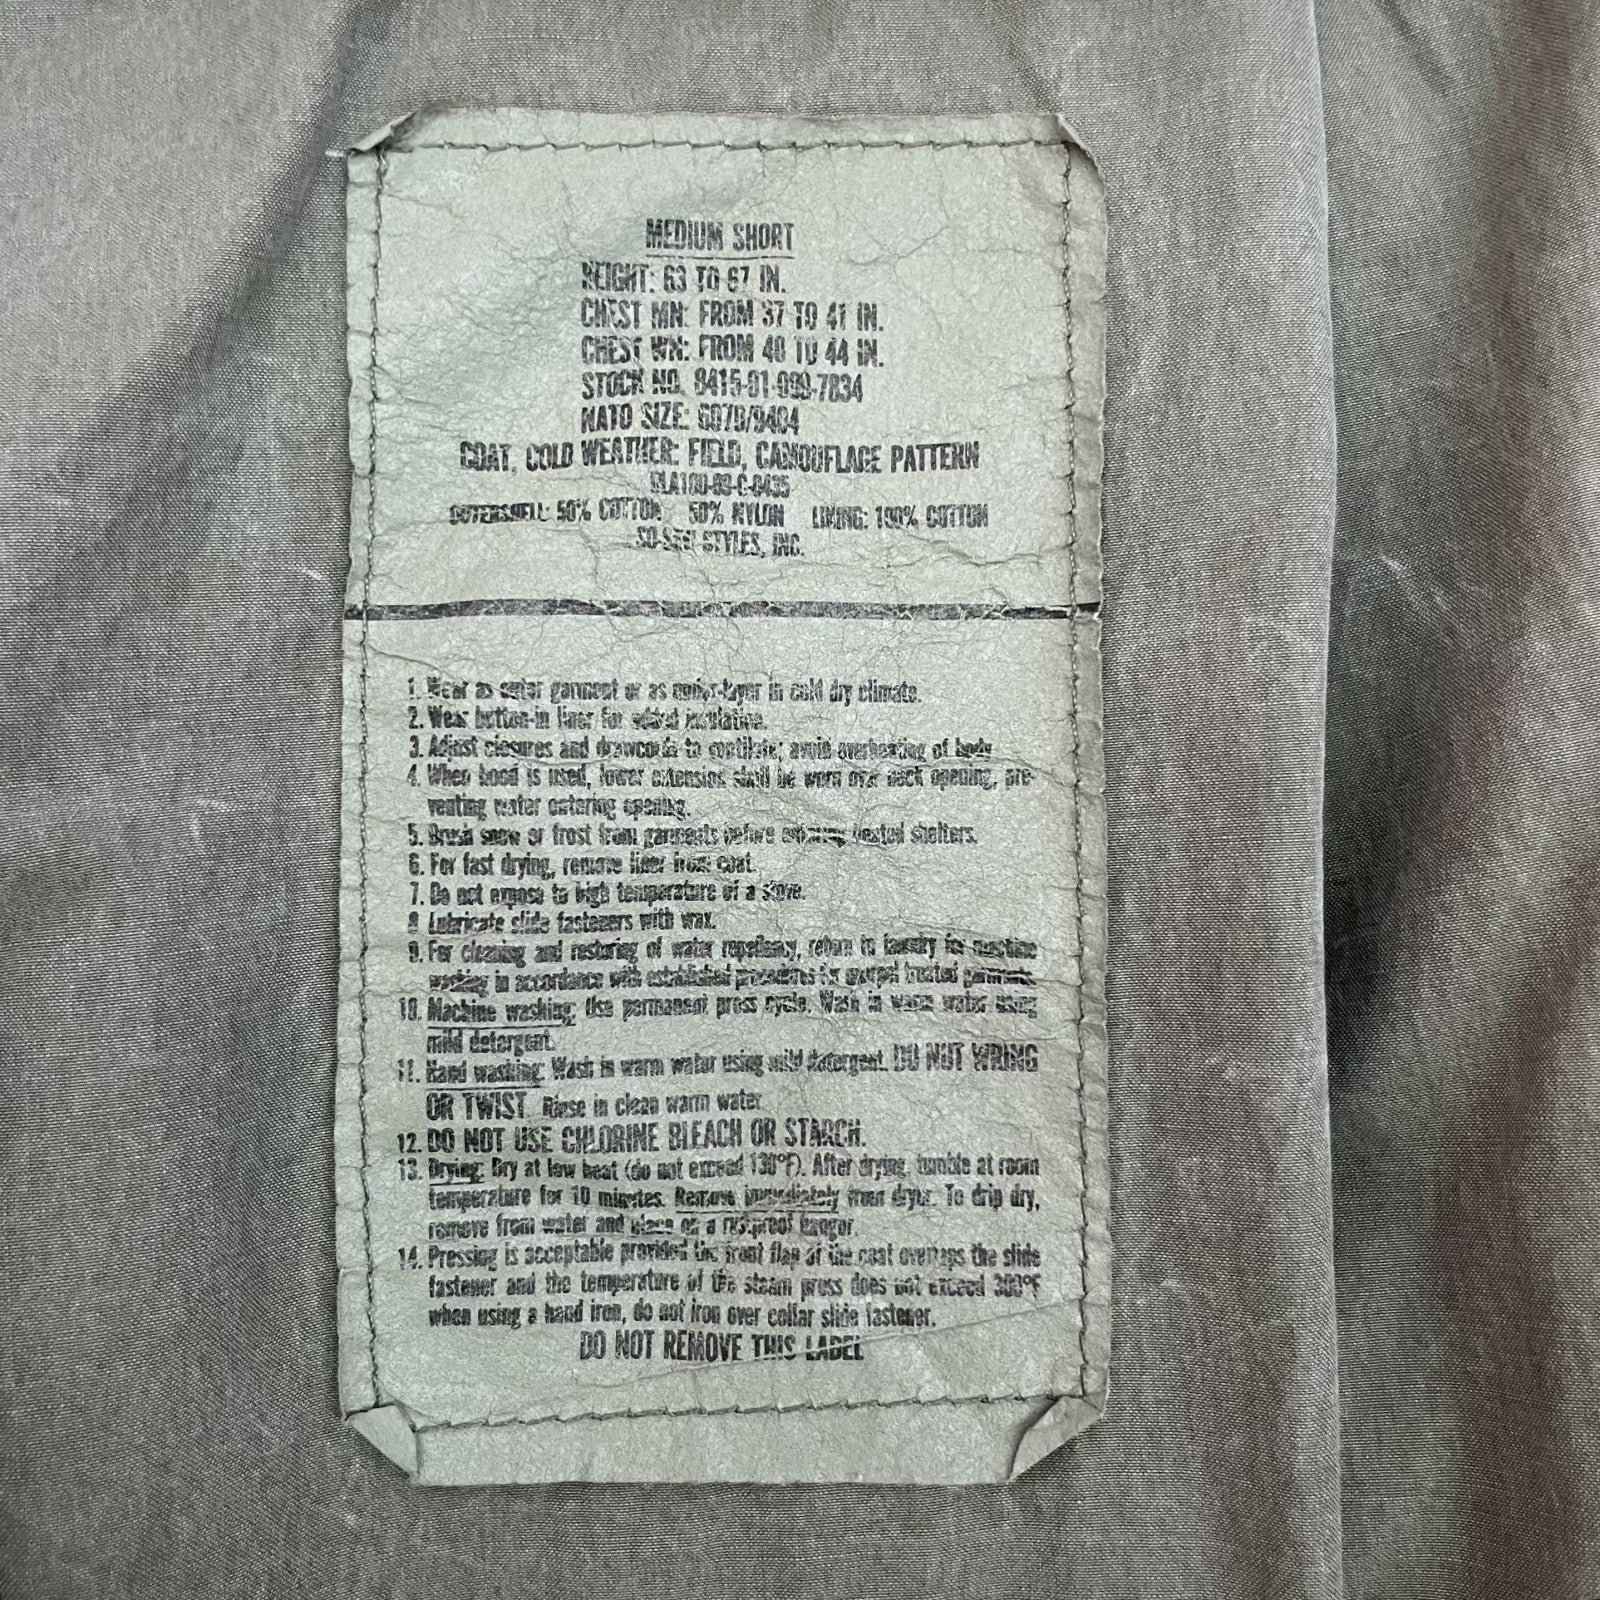 MEDIUM SHORT
HEIGHT: 63 TO 67 IN.
CHEST MN: FROM 37 TO 41 IN.
CHEST WN: FROM 40 TO 44 IN.
STOCK NO. 8415-01-099-7834
NATO SIZE: 6070/9404
COAT, COLD WEATHER: FIELD, CAMOUFLAGE PATTERN
DLA100-89-C-0435
OUTERSHELL: 50% COTTON 50% NYLON LINING: 100% COTTON
SO-SEW STYLES, INC.
1. Wear as outer garment or as under-layer in cold dry climate.
2. Wear button-in liner for added insulation.
3. Adjust closures and drawcords to ventilate; avoid overheating of body
4. When hood is used, lower extension shall be worn over neck opening, pre-
venting water entering opening.
5. Brush snow or frost from garments before entering heated shelters.
6. For fast drying, remove liner from coat.
7. Do not expose to high temperature of a stove.
8 Lubricate slide fasteners with wax.
9. For cleaning and restoring of water repellency, return to laundry for machine
washing in accordance with established procedures for quarpel treated garments.
10. Machine washing: Use permanent press cycle. Wash in warm water using
mild detergent.
11. Hand washing: Wash in warm water using mild detergent. DO NOT WRING
OR TWIST. Rinse in clean warm water
12. DO NOT USE CHLORINE BLEACH OR STARCH.
13. Drying: Dry at low heat (do not exceed 130°F). After drying, tumble at room
temperature for 10 minutes. Remove immediately from dryer. To drip dry,
remove from water and place on a rustproof hanger.
14. Pressing is acceptable provided the front flap of the coat overlaps the slide
fastener and the temperature of the steam press does not exceed 300°F
when using a hand iron, do not iron over collar slide fastener.
DO NOT REMOVE THIS LABEL